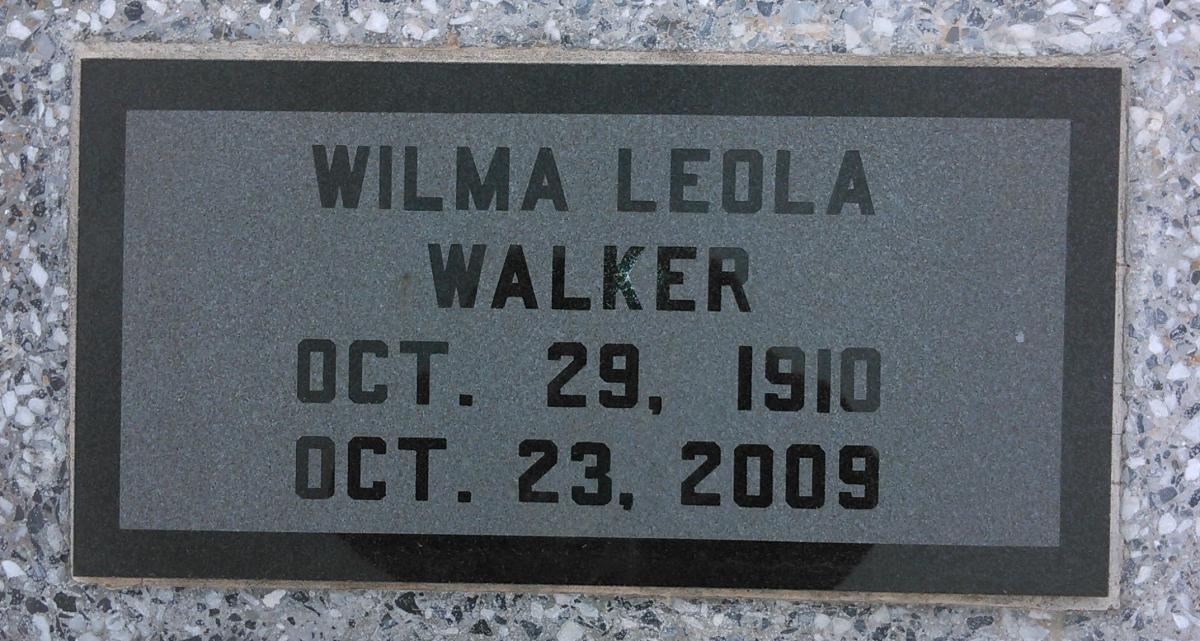 WILMA LEOLA
WALKER
OCT. 29, 1910
OCT. 23, 2009